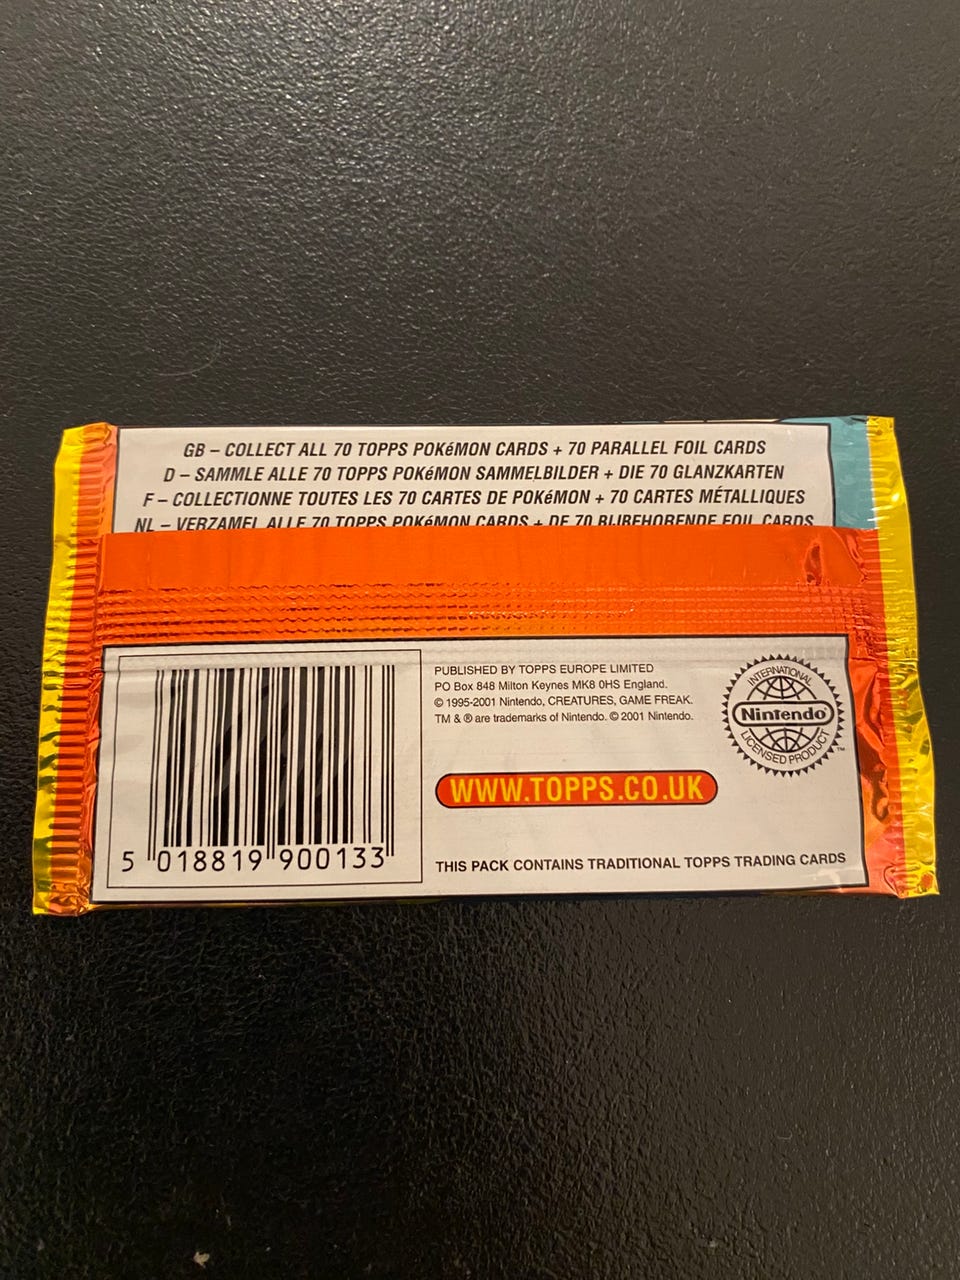 GB – COLLECT ALL 70 TOPPS POKéMON CARDS + 70 PARALLEL FOIL CARDS
D – SAMMLE ALLE 70 TOPPS POKéMON SAMMELBILDER + DIE 70 GLANZKARTEN
F – COLLECTIONNE TOUTES LES 70 CARTES DE POKéMON + 70 CARTES MÉTALLIQUES
NL – VERZAMEL ALLE 70 TOPPS POKéMON CARDS + DE 70 BIJBEHORENDE FOIL CARDS
PUBLISHED BY TOPPS EUROPE LIMITED
PO Box 848 Milton Keynes MK8 0HS England.
© 1995-2001 Nintendo, CREATURES, GAME FREAK.
TM & ® are trademarks of Nintendo. © 2001 Nintendo.
INTERNATIONAL
Nintendo®
LICENSED PRODUCT
TM
WWW.TOPPS.CO.UK
THIS PACK CONTAINS TRADITIONAL TOPPS TRADING CARDS
5 018819 900133